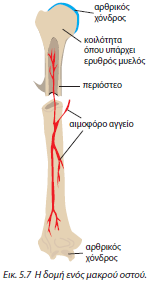 αρθρικός
χόνδρος
κοιλότητα
όπου υπάρχει
ερυθρός μυελός
περιόστεο
αιμοφόρο αγγείο
αρθρικός
χόνδρος
Εικ. 5.7 Η δομή ενός μακρού οστού.